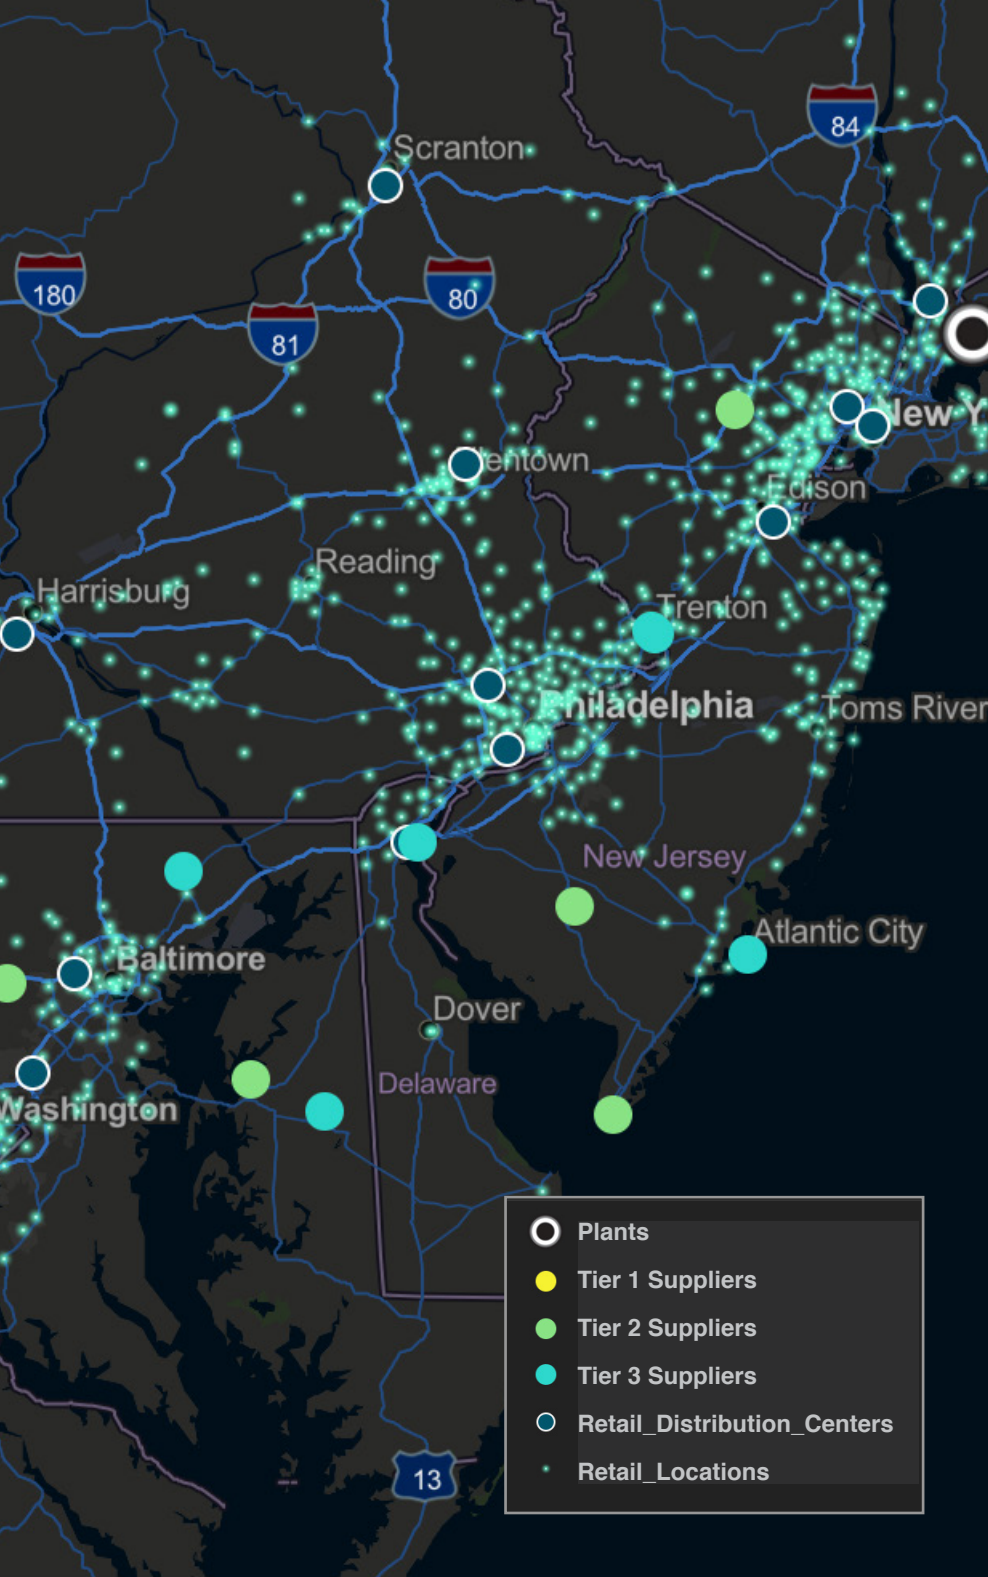 Scranton
84
180
80
81
New Y
entown
Edison
Reading
Harrisburg
Trenton
Philadelphia
Toms River
New Jersey
Atlantic City
Baltimore
Dover
Delaware
Washington
Plants
Tier 1 Suppliers
Tier 2 Suppliers
Tier 3 Suppliers
Retail_Distribution_Centers
Retail_Locations
13